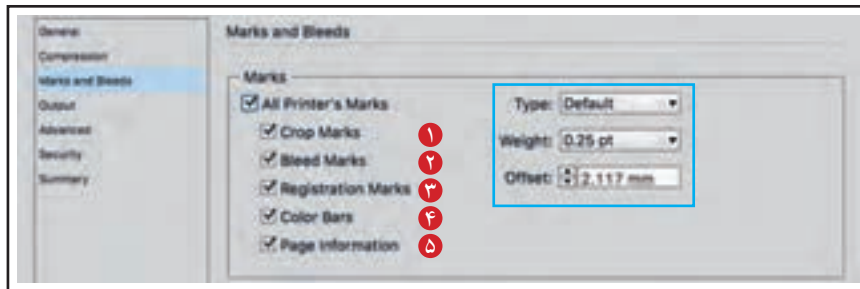 General
Compression
Marks and Bleeds
Output
Advanced
Security
Summary
Marks and Bleeds
Marks
All Printer's Marks
Crop Marks ۱
Bleed Marks ۲
Registration Marks ۳
Color Bars ۴
Page Information ۵
Type: Default
Weight: 0.25 pt
Offset: 2.117 mm